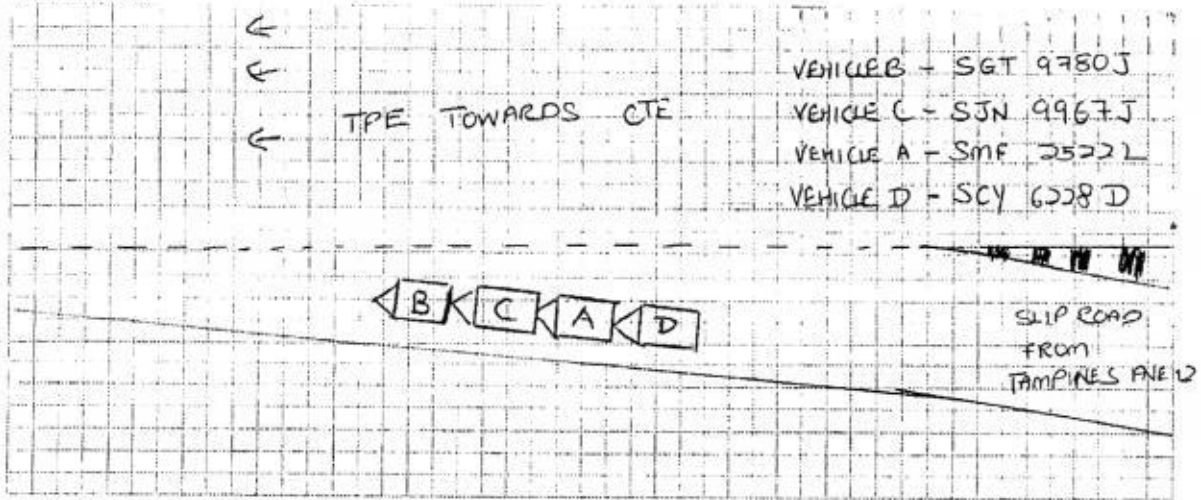 VEHICLE B - SGT 9780J
TPE TOWARDS CTE
VEHICLE C - SJN 9967J
VEHICLE A - SMF 2522L
VEHICLE D - SCY 6228D
B C A D
SLIP ROAD
FROM
TAMPINES AVE 12